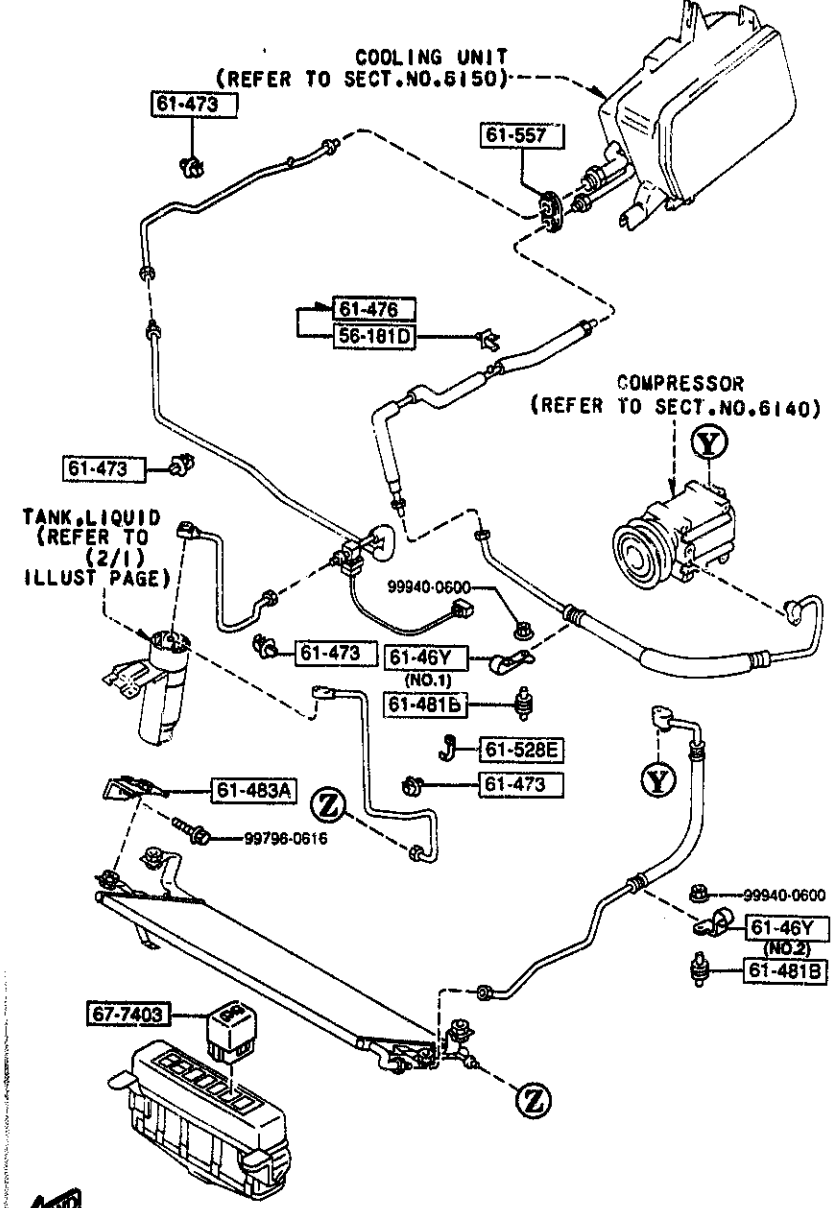 COOLING UNIT
(REFER TO SECT.NO.6150)
61-473
61-557
61-476
56-181D
COMPRESSOR
(REFER TO SECT.NO.6140)
Y
61-473
TANK,LIQUID
(REFER TO
(2/1)
ILLUST PAGE)
99940-0600
61-473
61-46Y
(NO.1)
61-481B
61-528E
61-473
Y
61-483A
Z
99796-0616
99940-0600
61-46Y
(NO.2)
61-481B
67-7403
Z